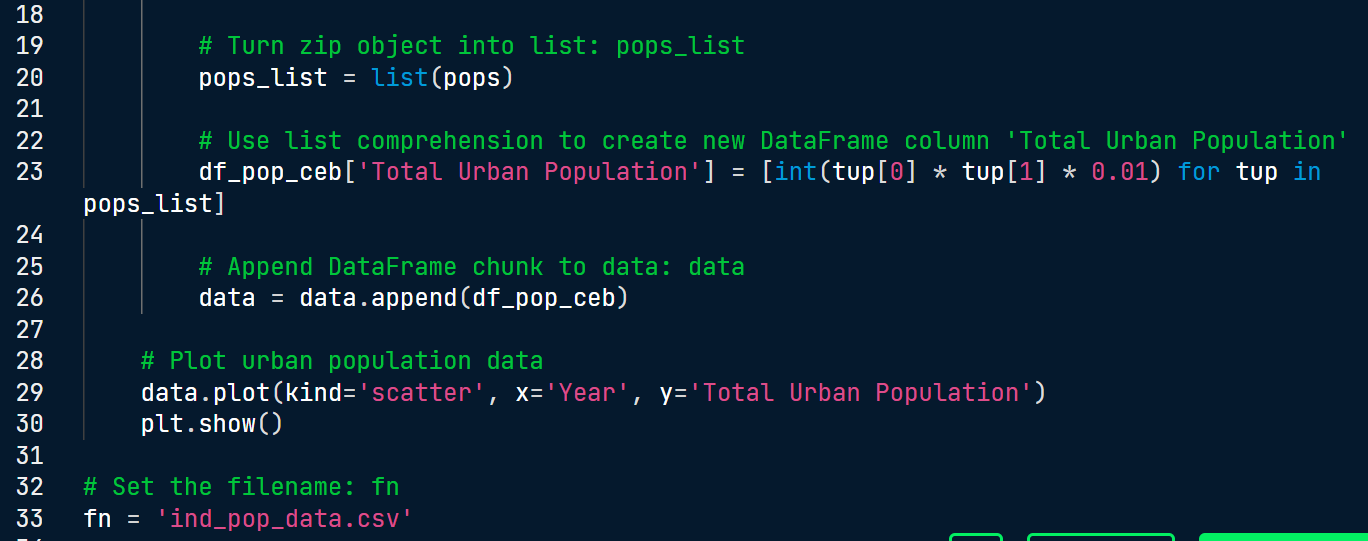 18
19 # Turn zip object into list: pops_list
20 pops_list = list(pops)
21
22 # Use list comprehension to create new DataFrame column 'Total Urban Population'
23 df_pop_ceb['Total Urban Population'] = [int(tup[0] * tup[1] * 0.01) for tup in
pops_list]
24
25 # Append DataFrame chunk to data: data
26 data = data.append(df_pop_ceb)
27
28 # Plot urban population data
29 data.plot(kind='scatter', x='Year', y='Total Urban Population')
30 plt.show()
31
32 # Set the filename: fn
33 fn = 'ind_pop_data.csv'